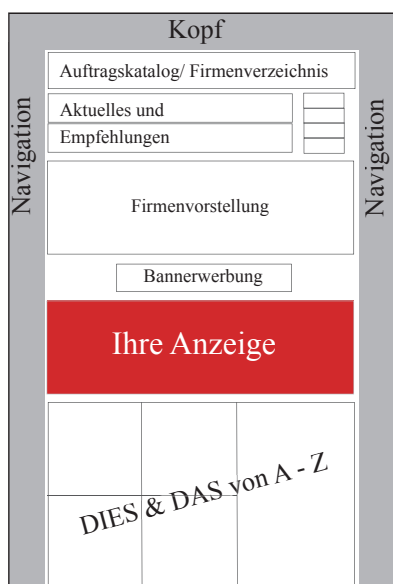 Kopf
Navigation
Navigation
Auftragskatalog/ Firmenverzeichnis
Aktuelles und
Empfehlungen
Firmenvorstellung
Bannerwerbung
Ihre Anzeige
DIES & DAS von A - Z